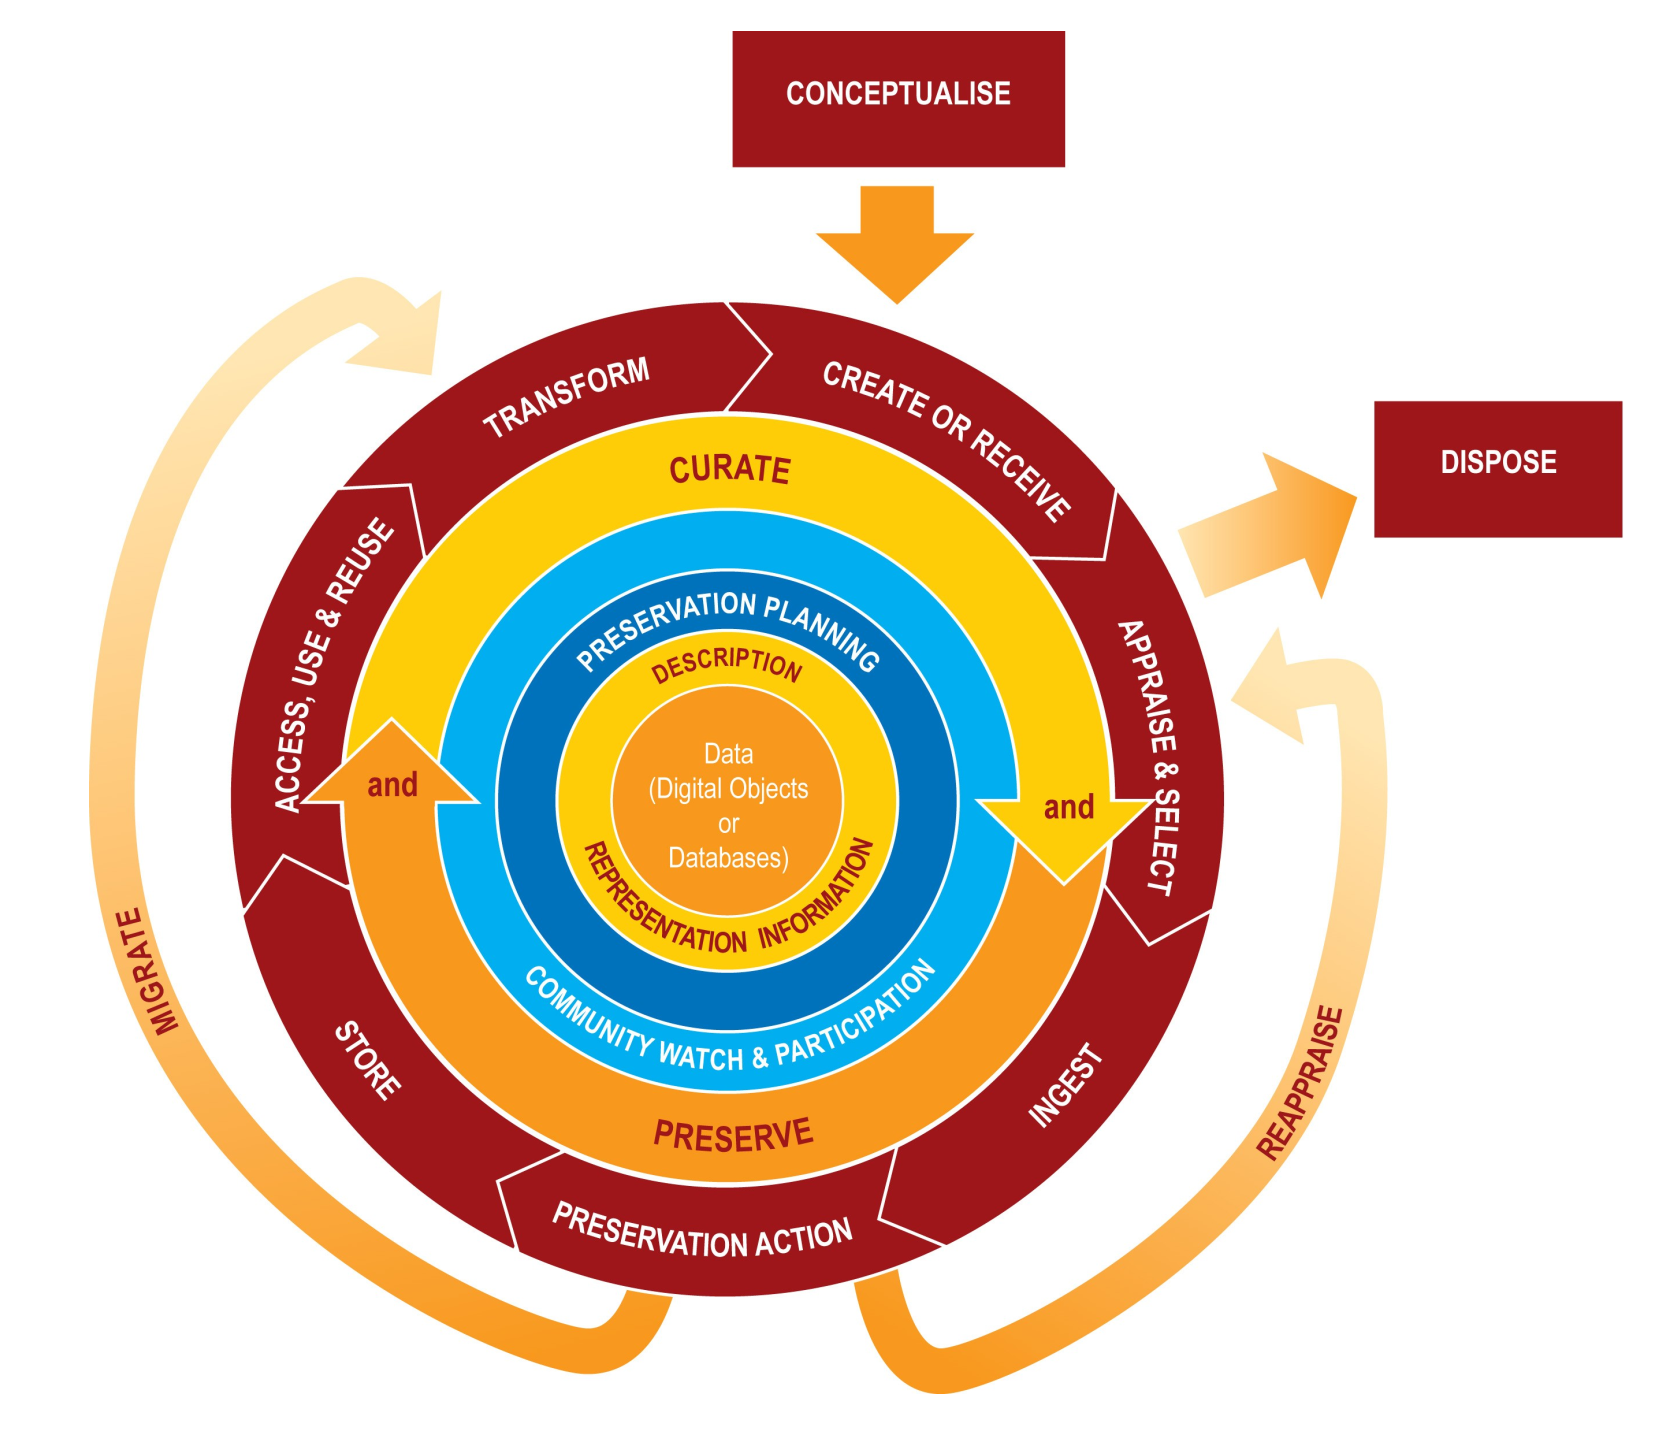 CONCEPTUALISE
DISPOSE
TRANSFORM
CREATE OR RECEIVE
APPRAISE & SELECT
INGEST
PRESERVATION ACTION
STORE
ACCESS, USE & REUSE
CURATE
and
PRESERVE
and
COMMUNITY WATCH & PARTICIPATION
PRESERVATION PLANNING
DESCRIPTION
REPRESENTATION INFORMATION
Data
(Digital Objects
or
Databases)
MIGRATE
REAPPRAISE